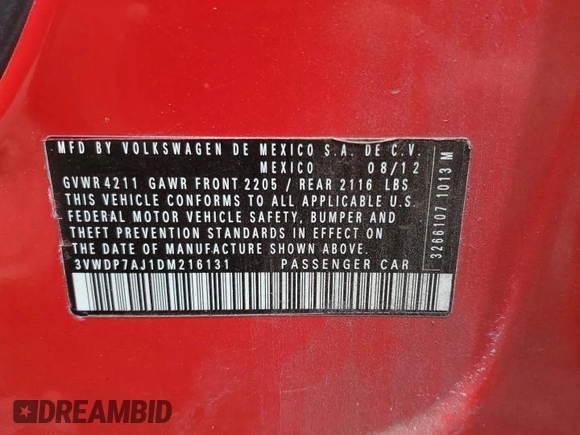 MFD BY VOLKSWAGEN DE MEXICO S.A. DE C.V.
MEXICO 08/12
GVWR 4211 GAWR FRONT 2205 / REAR 2116 LBS
THIS VEHICLE CONFORMS TO ALL APPLICABLE U.S.
FEDERAL MOTOR VEHICLE SAFETY, BUMPER AND
THEFT PREVENTION STANDARDS IN EFFECT ON
THE DATE OF MANUFACTURE SHOWN ABOVE.
3VWDP7AJ1DM216131 PASSENGER CAR
3266107 1013 M
DREAMBID